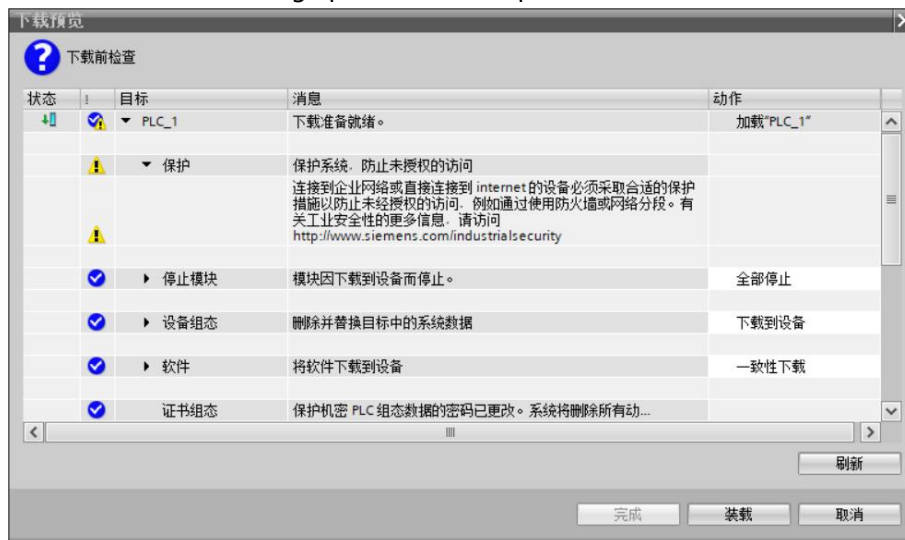 下载预览
下载前检查
状态 ! 目标 消息 动作
PLC_1 下载准备就绪。 加载"PLC_1"
保护 保护系统，防止未授权的访问
连接到企业网络或直接连接到 internet 的设备必须采取合适的保护
措施以防止未经授权的访问，例如通过使用防火墙或网络分段。有
关工业安全性的更多信息，请访问
http://www.siemens.com/industrialsecurity
停止模块 模块因下载到设备而停止。 全部停止
设备组态 删除并替换目标中的系统数据 下载到设备
软件 将软件下载到设备 一致性下载
证书组态 保护机密 PLC 组态数据的密码已更改。系统将删除所有动...
刷新
完成 装载 取消